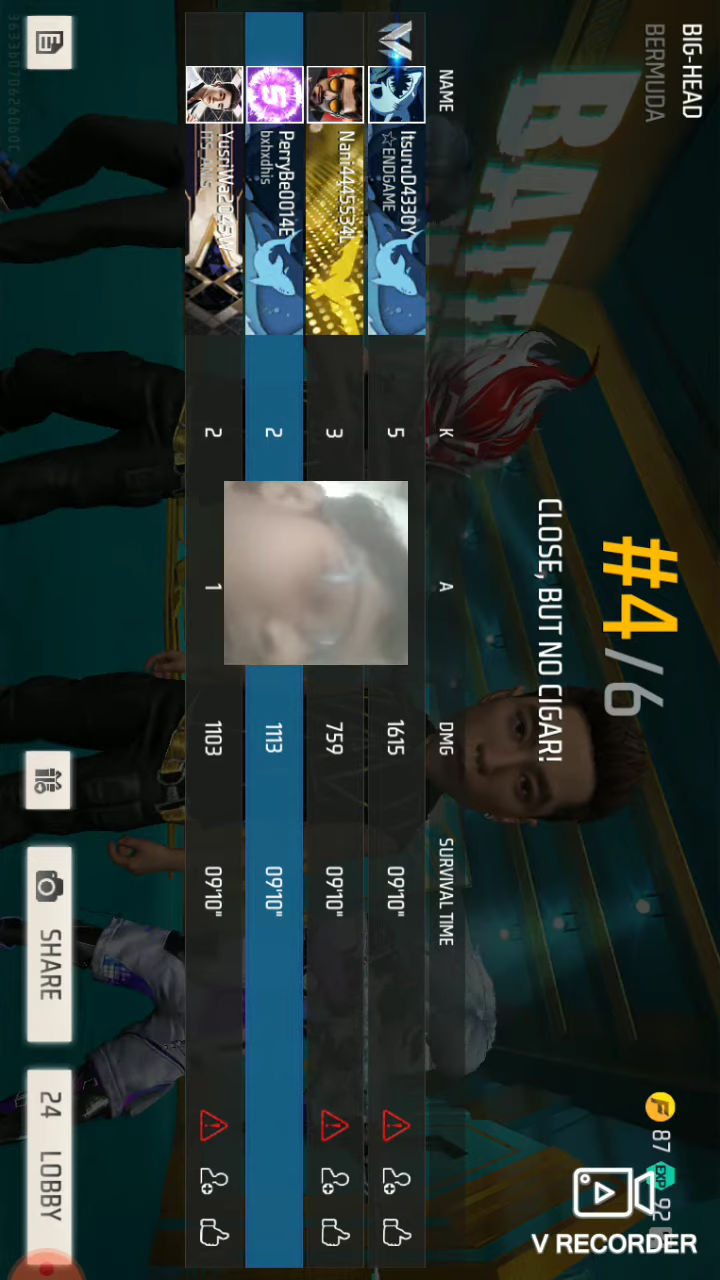 BIG-HEAD
BERMUDA
#4/6
CLOSE, BUT NO CIGAR!
87
EXP 92
V RECORDER
NAME K A DMG SURVIVAL TIME
ItsuruD4330Y 5 1615 09'10"
☆ENDGAME
Nani4445534L 3 759 09'10"
PerryBe0014E 2 1113 09'10"
bxhxdhis
2 1 1103 09'10"
SHARE
24 LOBBY